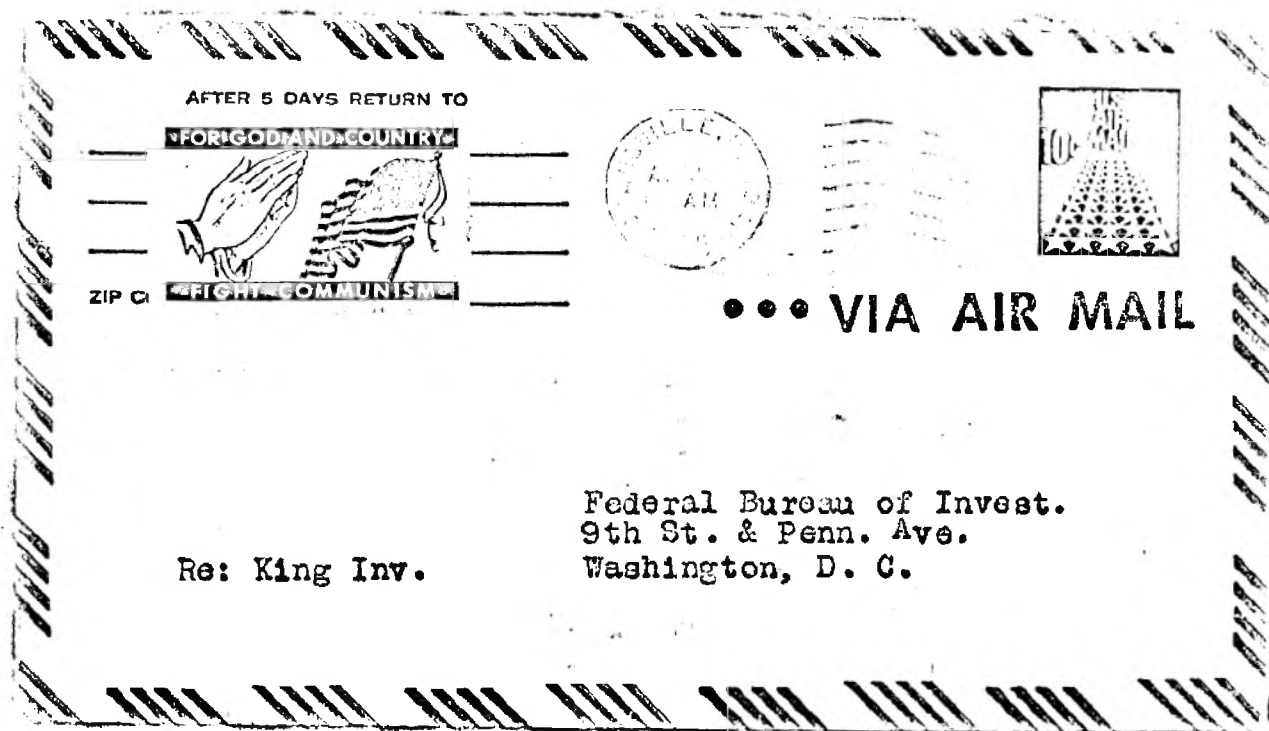 AFTER 5 DAYS RETURN TO
FOR GOD AND COUNTRY
ZIP
FIGHT COMMUNISM
AM
10¢
••• VIA AIR MAIL
Federal Bureau of Invest.
9th St. & Penn. Ave.
Washington, D. C.
Re: King Inv.